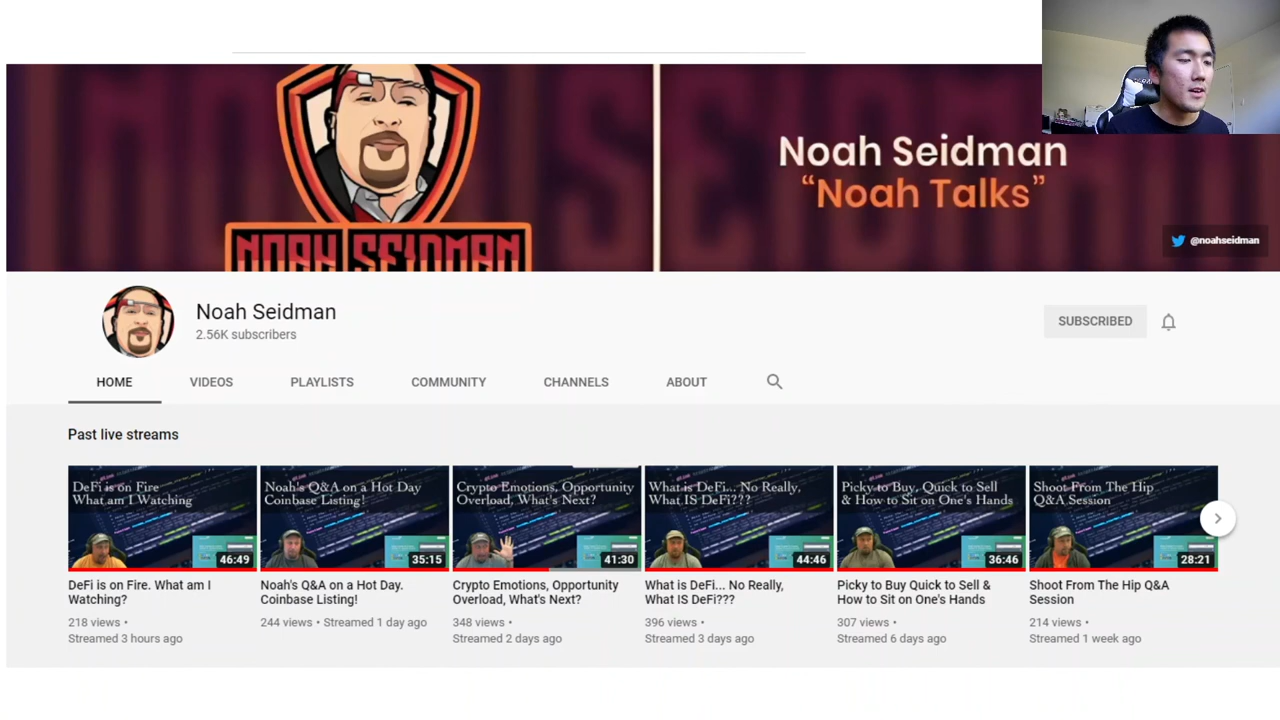 Noah Seidman
“Noah Talks”
@noahseidman
NOAH SEIDMAN
Noah Seidman
2.56K subscribers
SUBSCRIBED
HOME VIDEOS PLAYLISTS COMMUNITY CHANNELS ABOUT
Past live streams
DeFi is on Fire
What am I Watching
46:49
DeFi is on Fire. What am I
Watching?
218 views •
Streamed 3 hours ago
Noah's Q&A on a Hot Day
Coinbase Listing!
35:15
Noah's Q&A on a Hot Day.
Coinbase Listing!
244 views • Streamed 1 day ago
Crypto Emotions, Opportunity
Overload, What's Next?
41:30
Crypto Emotions, Opportunity
Overload, What's Next?
348 views •
Streamed 2 days ago
What is DeFi... No Really,
What IS DeFi???
44:46
What is DeFi... No Really,
What IS DeFi???
396 views •
Streamed 3 days ago
Picky to Buy, Quick to Sell
& How to Sit on One's Hands
36:46
Picky to Buy Quick to Sell &
How to Sit on One's Hands
307 views •
Streamed 6 days ago
Shoot From The Hip
Q&A Session
28:21
Shoot From The Hip Q&A
Session
214 views •
Streamed 1 week ago